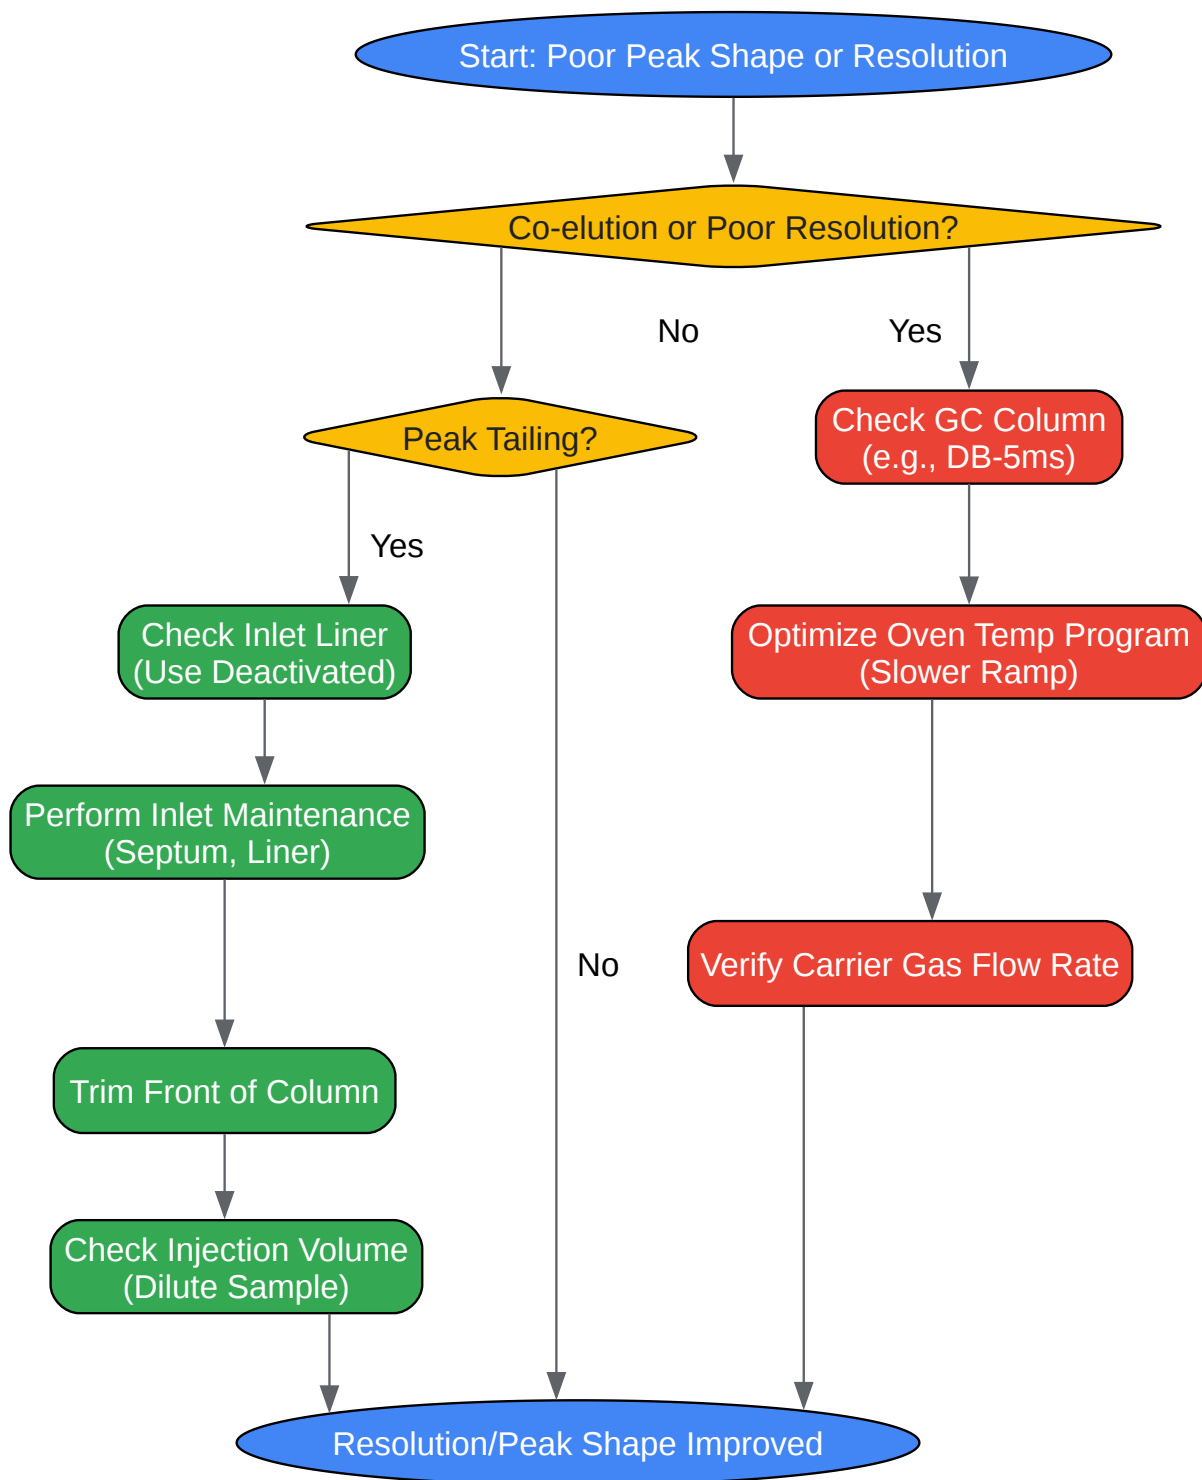 Start: Poor Peak Shape or Resolution
Co-elution or Poor Resolution?
No
Yes
Peak Tailing?
Check GC Column
(e.g., DB-5ms)
Yes
Check Inlet Liner
(Use Deactivated)
Optimize Oven Temp Program
(Slower Ramp)
Perform Inlet Maintenance
(Septum, Liner)
No
Verify Carrier Gas Flow Rate
Trim Front of Column
Check Injection Volume
(Dilute Sample)
Resolution/Peak Shape Improved